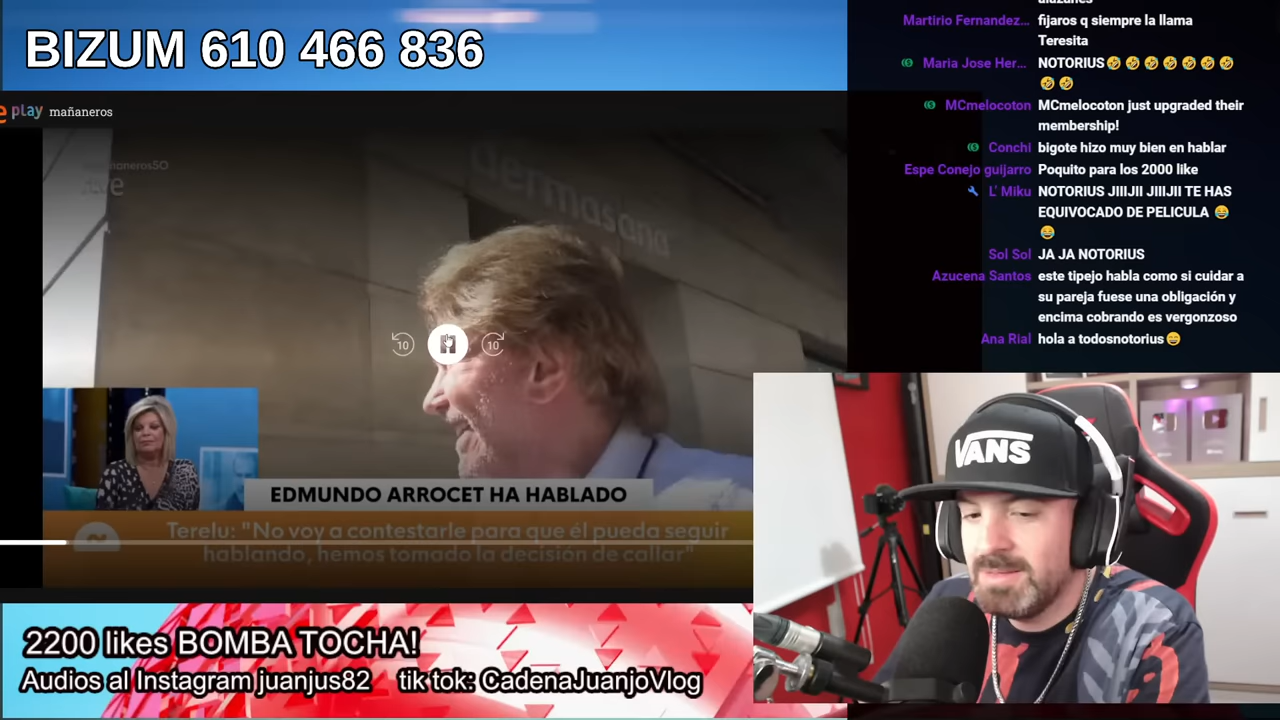 BIZUM 610 466 836
play mañaneros
dermasana
EDMUNDO ARROCET HA HABLADO
Terelu: "No voy a contestarle para que él pueda seguir
hablando, hemos tomado la decisión de callar"
10
10
2200 likes BOMBA TOCHA!
Audios al Instagram juanjus82 tik tok: CadenaJuanjoVlog
Martirio Fernandez... fijaros q siempre la llama
Teresita
Maria Jose Her... NOTORIUS🤣🤣🤣🤣🤣🤣🤣
🤣🤣
MCmelocoton MCmelocoton just upgraded their
membership!
Conchi bigote hizo muy bien en hablar
Espe Conejo guijarro Poquito para los 2000 like
L' Miku NOTORIUS JIIIJII JIIIJII TE HAS
EQUIVOCADO DE PELICULA 😂
😂
Sol Sol JA JA NOTORIUS
Azucena Santos este tipejo habla como si cuidar a
su pareja fuese una obligación y
encima cobrando es vergonzoso
Ana Rial hola a todosnotorius😄
VANS